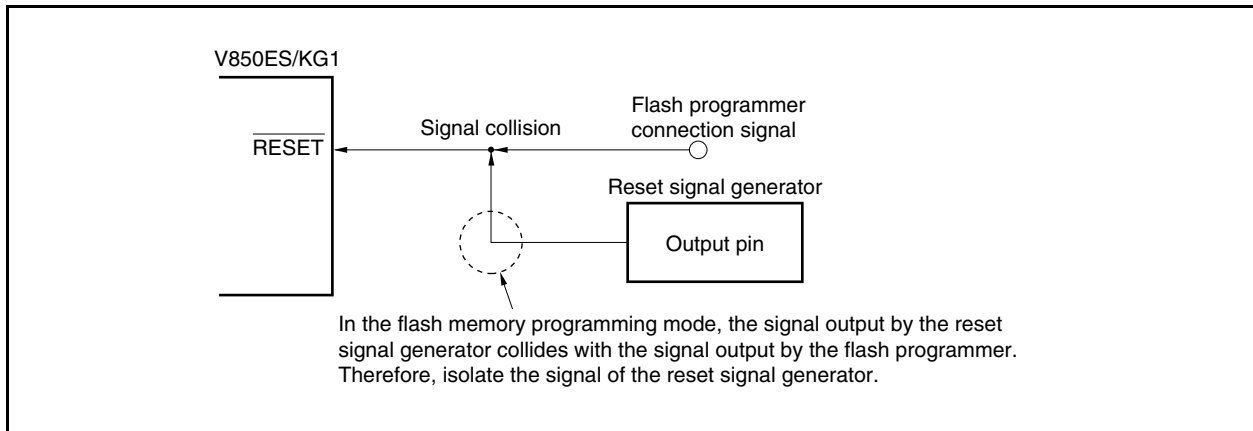 V850ES/KG1
RESET
Signal collision
Flash programmer
connection signal
Reset signal generator
Output pin
In the flash memory programming mode, the signal output by the reset
signal generator collides with the signal output by the flash programmer.
Therefore, isolate the signal of the reset signal generator.